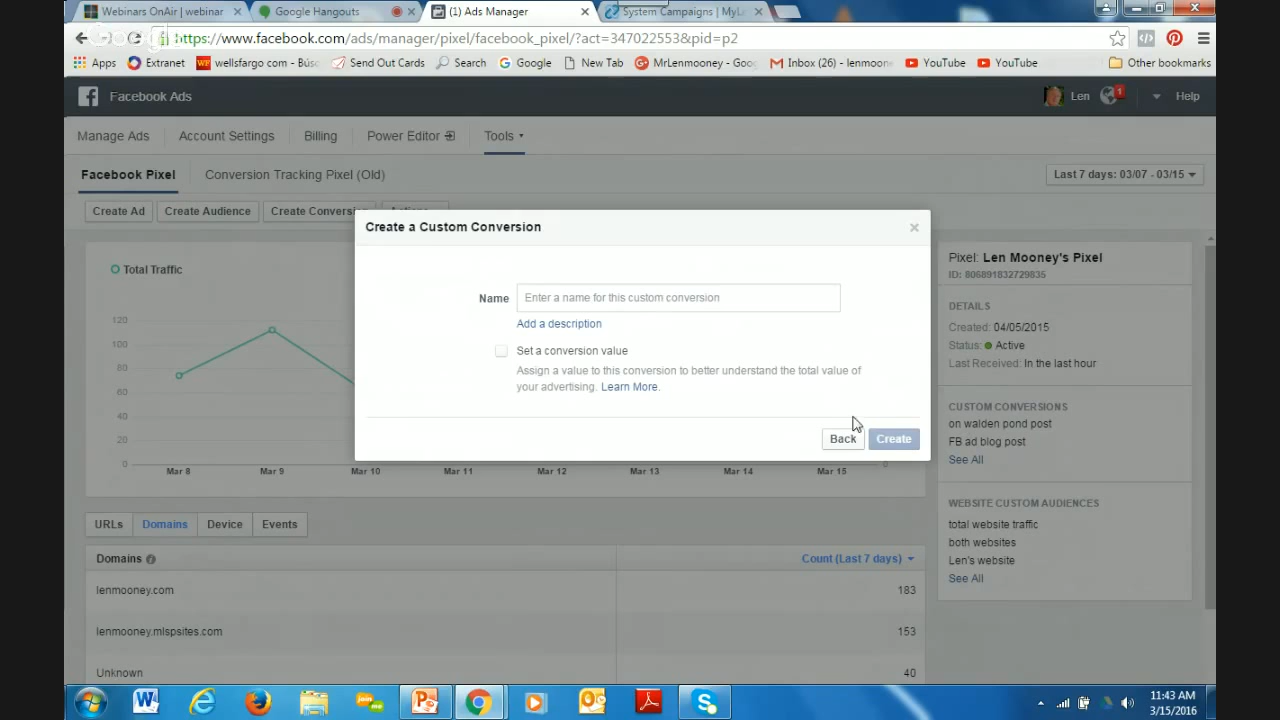 Webinars OnAir | webinar
Google Hangouts
(1) Ads Manager
System Campaigns | MyLe
https://www.facebook.com/ads/manager/pixel/facebook_pixel/?act=347022553&pid=p2
Apps
Extranet
wellsfargo.com - Búsc
Send Out Cards
Search
Google
New Tab
MrLenmooney - Goo
Inbox (26) - lenmoone
YouTube
YouTube
Other bookmarks
Facebook Ads
Len
1
Help
Manage Ads
Account Settings
Billing
Power Editor
Tools
Facebook Pixel
Conversion Tracking Pixel (Old)
Last 7 days: 03/07 - 03/15
Create Ad
Create Audience
Create Conversion
Create a Custom Conversion
Name
Enter a name for this custom conversion
Add a description
Set a conversion value
Assign a value to this conversion to better understand the total value of
your advertising. Learn More.
Back
Create
Total Traffic
120
100
80
60
40
20
0
0
Mar 8
Mar 9
Mar 10
Mar 11
Mar 12
Mar 13
Mar 14
Mar 15
Pixel: Len Mooney's Pixel
ID: 806891832729835
DETAILS
Created: 04/05/2015
Status: Active
Last Received: In the last hour
CUSTOM CONVERSIONS
on walden pond post
FB ad blog post
See All
WEBSITE CUSTOM AUDIENCES
total website traffic
both websites
Len's website
See All
URLs
Domains
Device
Events
Domains
Count (Last 7 days)
lenmooney.com
183
lenmooney.mlspsites.com
153
Unknown
40
11:43 AM
3/15/2016